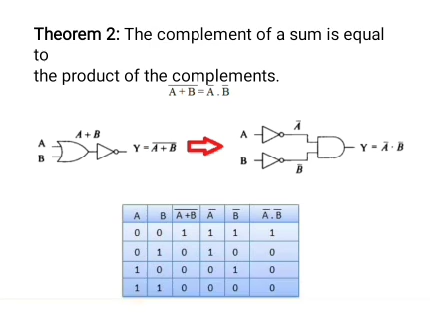 Theorem 2: The complement of a sum is equal
to
the product of the complements.
A̅+̅B̅=A̅.B̅
A + B
A
B
Y = A̅ ̅+̅ ̅B̅
A
B
A̅
B̅
Y = A̅ · B̅
A B A̅ ̅+̅B̅ A̅ B̅ A̅.B̅
0 0 1 1 1 1
0 1 0 1 0 0
1 0 0 0 1 0
1 1 0 0 0 0